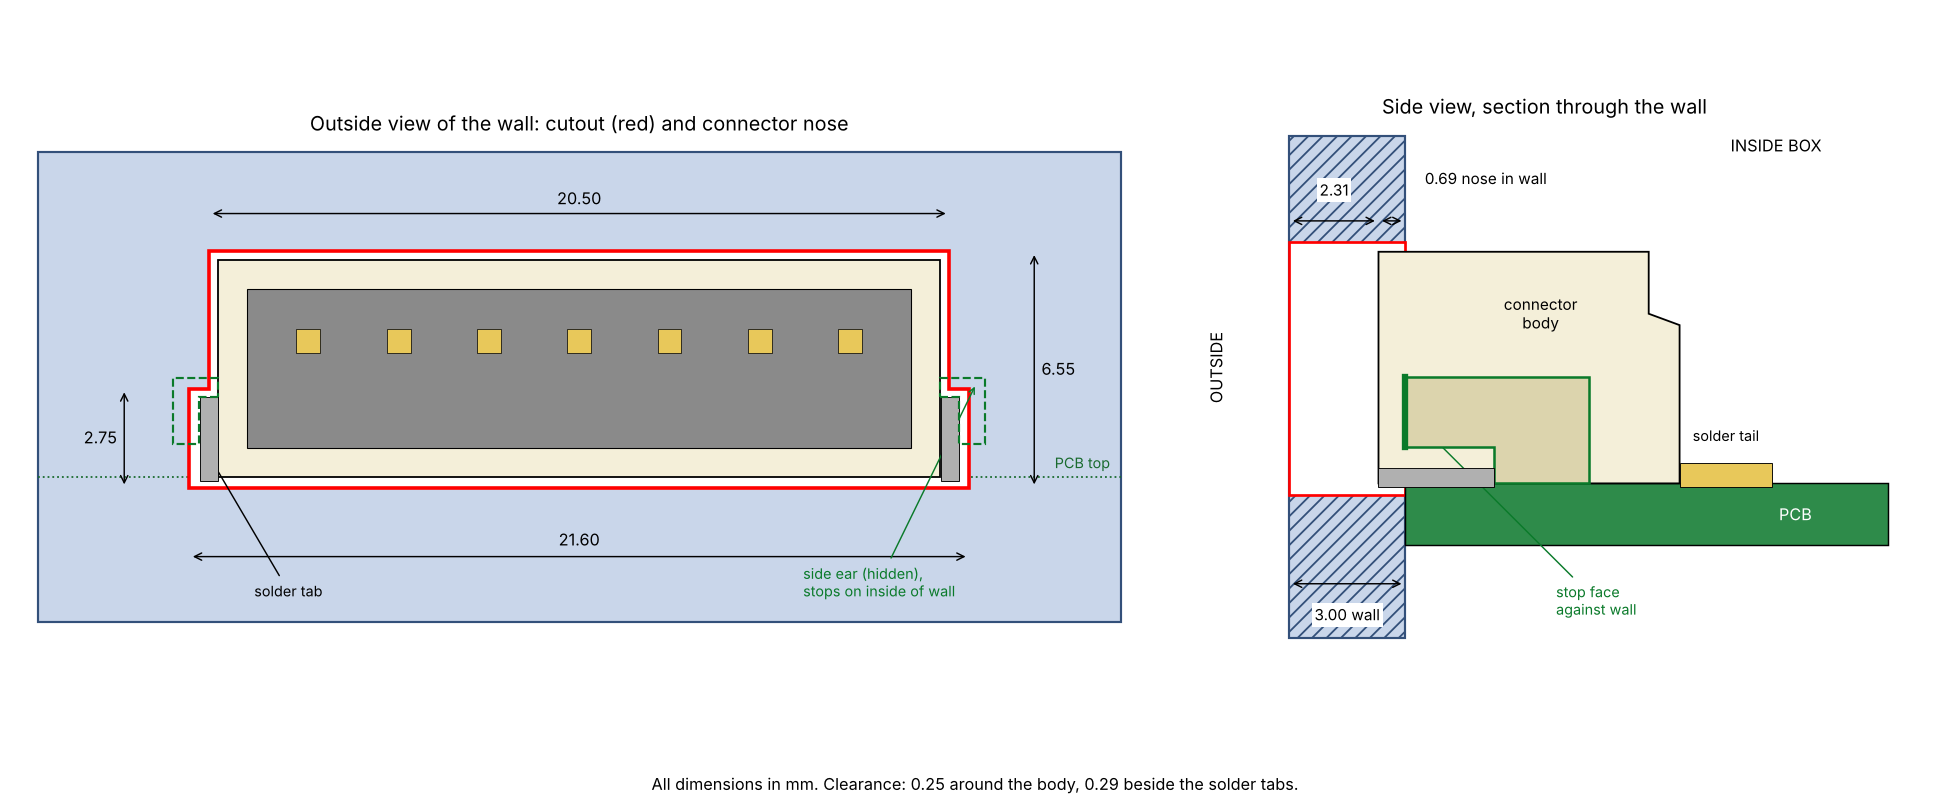 Outside view of the wall: cutout (red) and connector nose
20.50
2.75
6.55
PCB top
21.60
solder tab
side ear (hidden),
stops on inside of wall
Side view, section through the wall
INSIDE BOX
2.31
0.69 nose in wall
OUTSIDE
connector
body
solder tail
PCB
stop face
against wall
3.00 wall
All dimensions in mm. Clearance: 0.25 around the body, 0.29 beside the solder tabs.